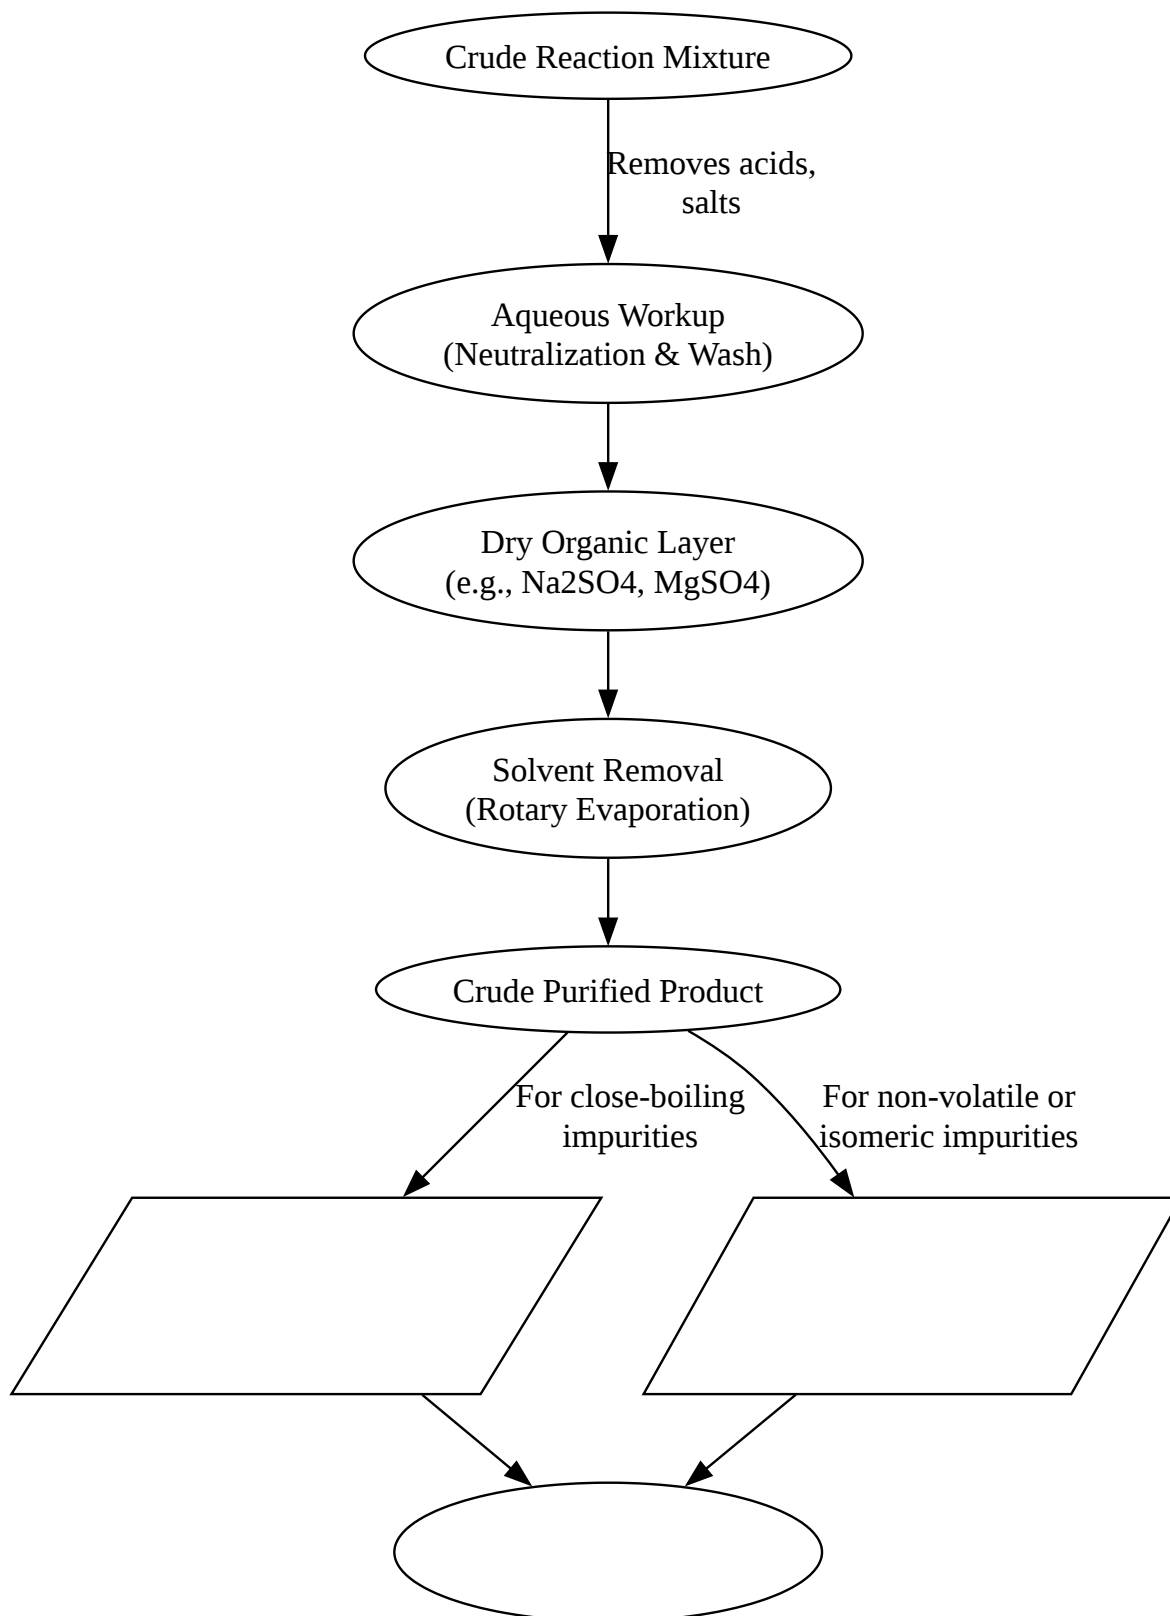 Crude Reaction Mixture
Removes acids,
salts
Aqueous Workup
(Neutralization & Wash)
Dry Organic Layer
(e.g., Na2SO4, MgSO4)
Solvent Removal
(Rotary Evaporation)
Crude Purified Product
For close-boiling
impurities
For non-volatile or
isomeric impurities